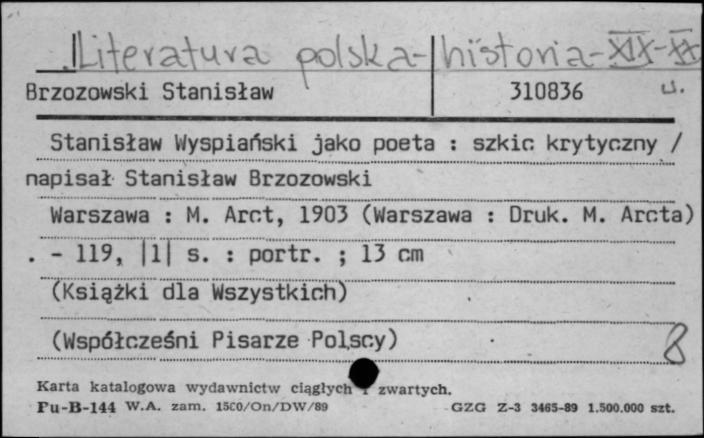 Literatura polska-historia-XIX-XX
Brzozowski Stanisław 310836 u.
Stanisław Wyspiański jako poeta : szkic krytyczny /
napisał Stanisław Brzozowski
Warszawa : M. Arct, 1903 (Warszawa : Druk. M. Arcta)
. - 119, |1| s. : portr. ; 13 cm
(Książki dla Wszystkich)
(Współcześni Pisarze Polscy)
8
Karta katalogowa wydawnictw ciągłych i zwartych.
Pu-B-144 W.A. zam. 1500/On/DW/89 GZG Z-3 3465-89 1.500.000 szt.